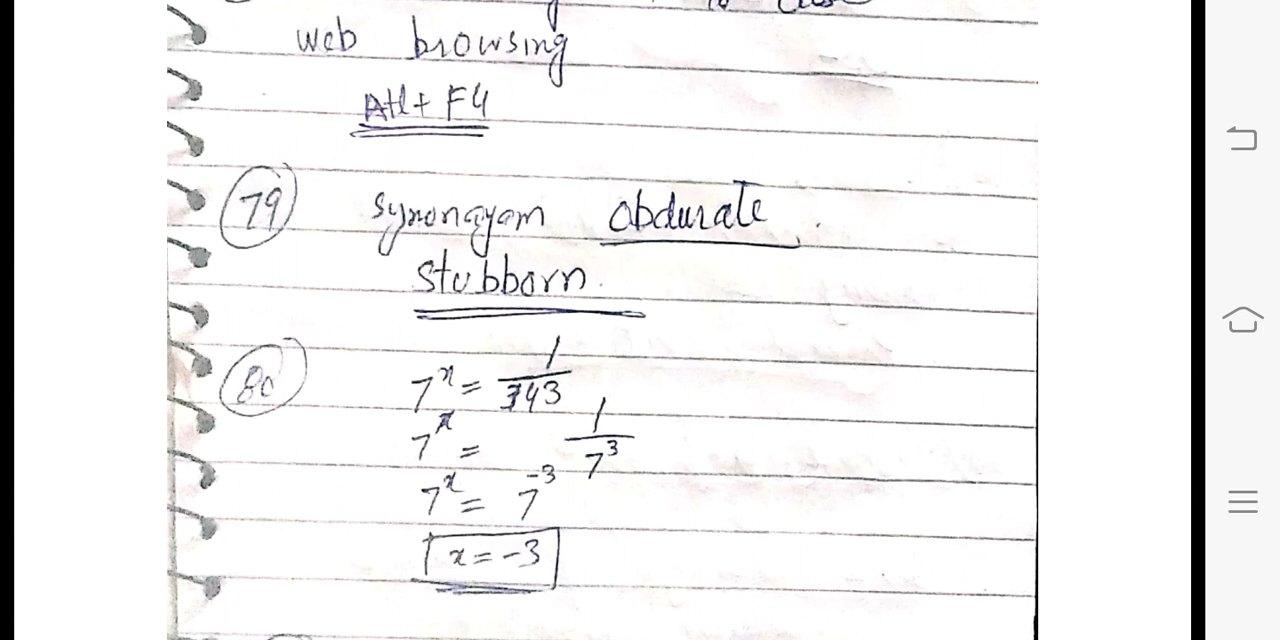 web browsing
Alt + F4
79 synonayam obdurate.
stubborn.
80 7^x = 1/343
7^x = 1/7^3
7^x = 7^-3
x = -3